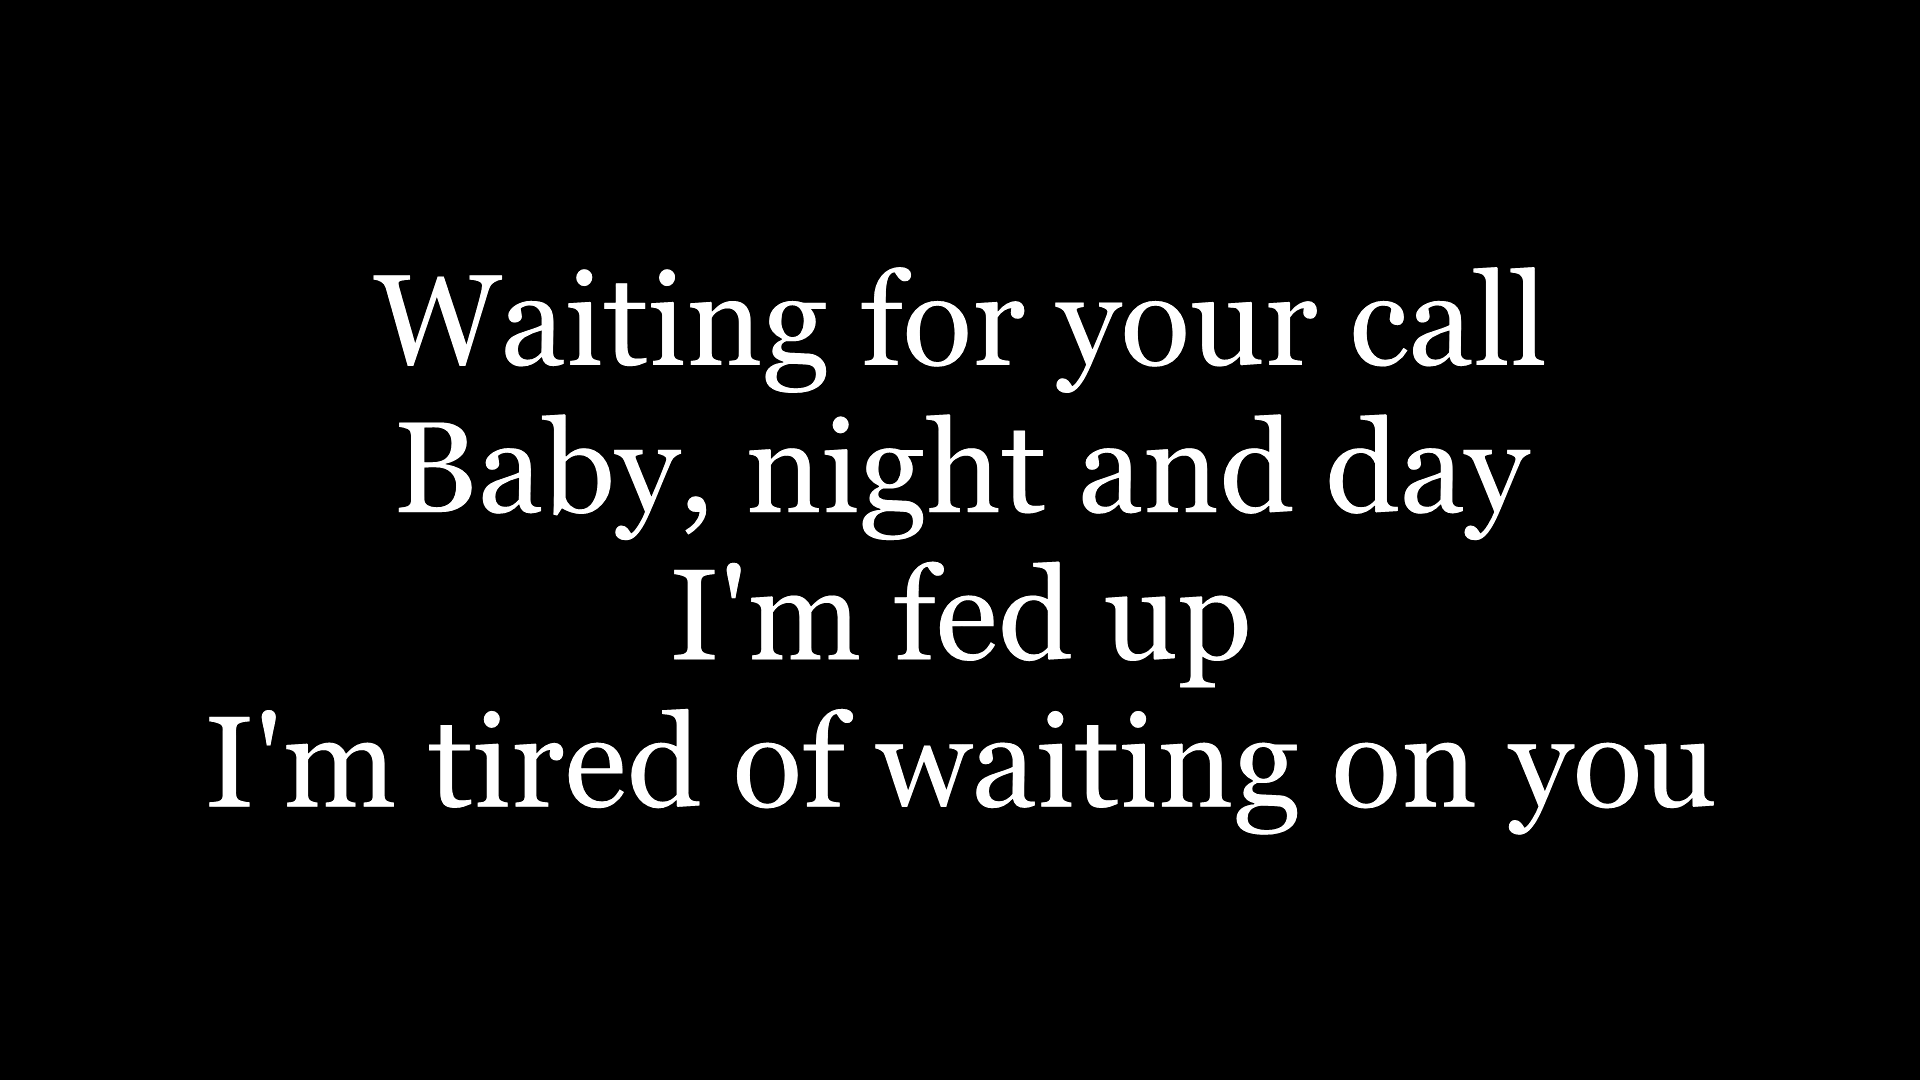 Waiting for your call
Baby, night and day
I'm fed up
I'm tired of waiting on you